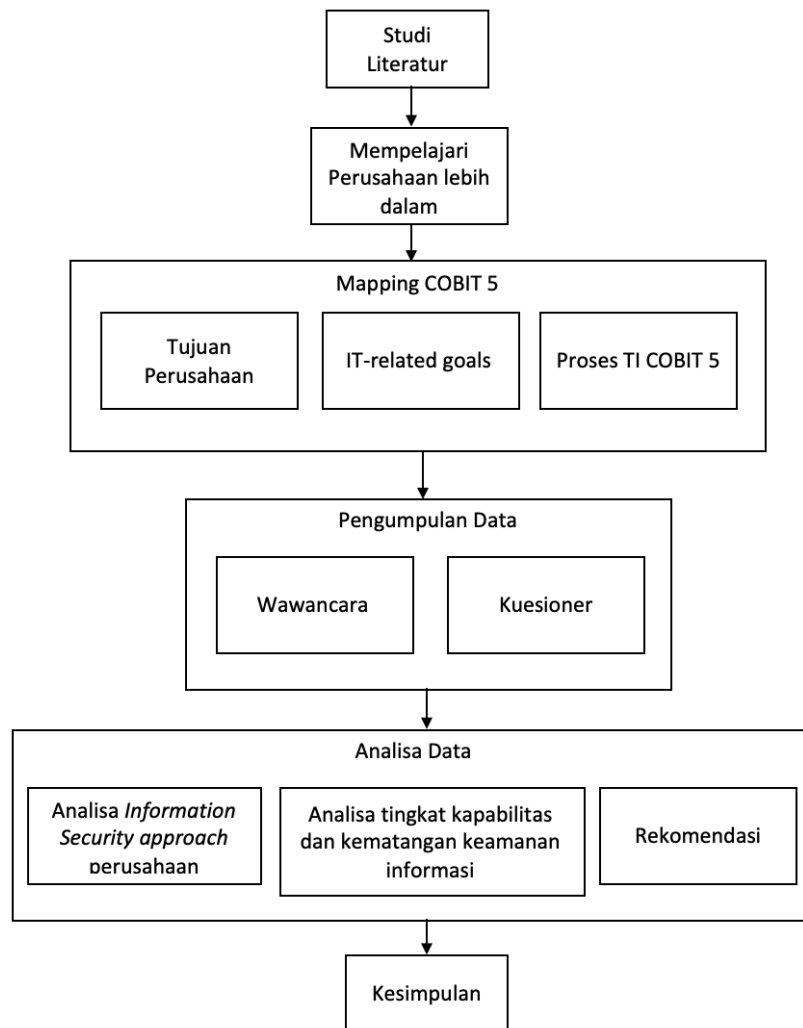 Studi
Literatur
Mempelajari
Perusahaan lebih
dalam
Mapping COBIT 5
Tujuan
Perusahaan
IT-related goals
Proses TI COBIT 5
Pengumpulan Data
Wawancara
Kuesioner
Analisa Data
Analisa Information
Security approach
perusahaan
Analisa tingkat kapabilitas
dan kematangan keamanan
informasi
Rekomendasi
Kesimpulan